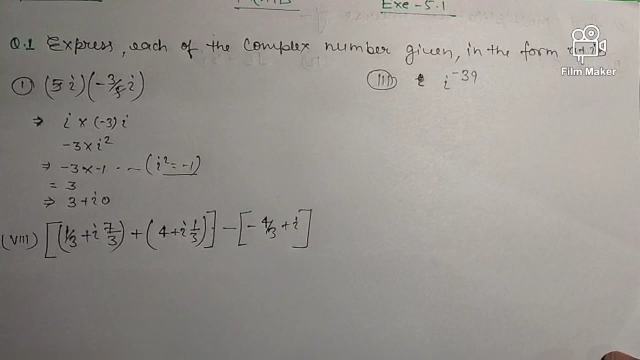 Exe-5.1
Q.1 Express, each of the complex number given, in the form
(I) (5i)(-3/5 i)
⇒ i × (-3) i
-3 × i²
⇒ -3 × -1 --- (i² = -1)
= 3
⇒ 3 + i0
(III) i⁻³⁹
(VIII) [(1/3 + i 7/3) + (4 + i 1/3)] - [-4/3 + i]
Film Maker